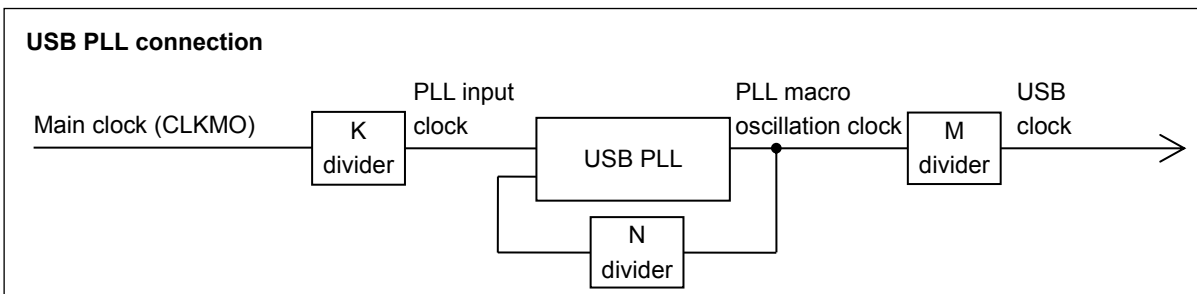 USB PLL connection
Main clock (CLKMO)
K
divider
PLL input
clock
USB PLL
N
divider
PLL macro
oscillation clock
M
divider
USB
clock